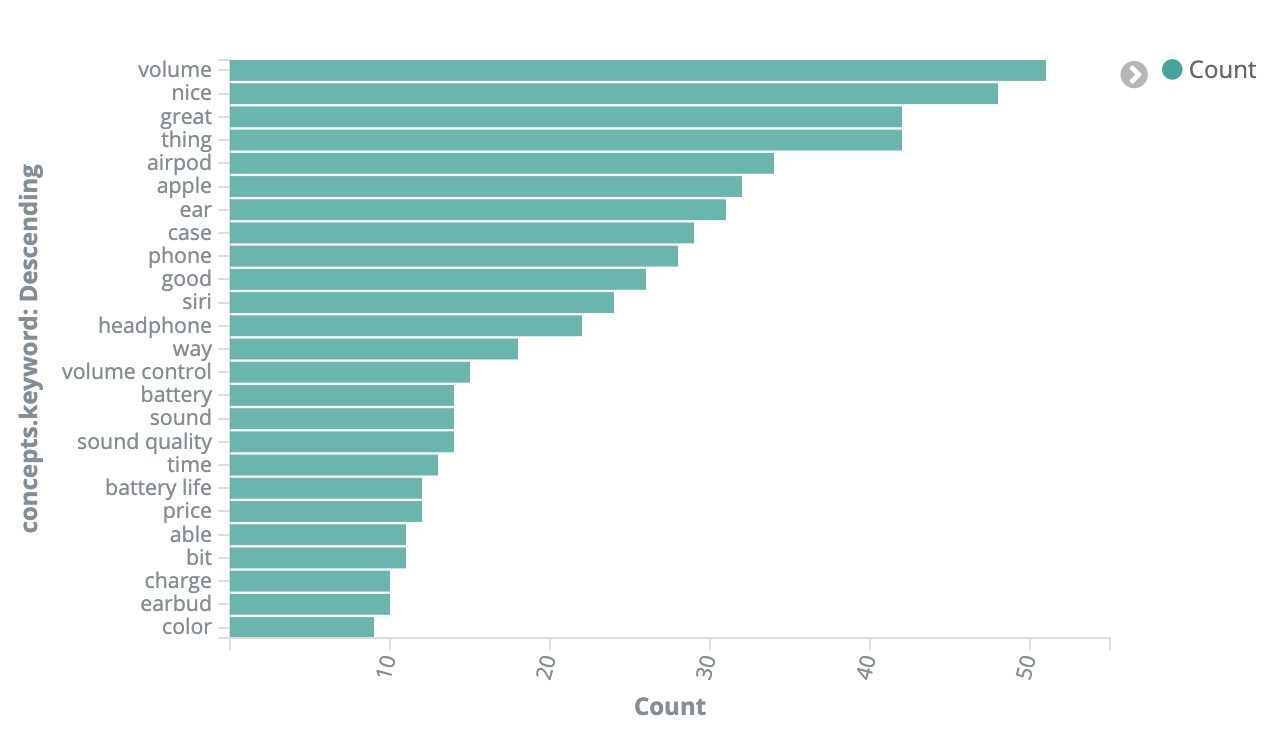 volume
nice
great
thing
airpod
apple
ear
case
phone
good
siri
headphone
way
volume control
battery
sound
sound quality
time
battery life
price
able
bit
charge
earbud
color
concepts.keyword: Descending
10
20
30
40
50
Count
Count